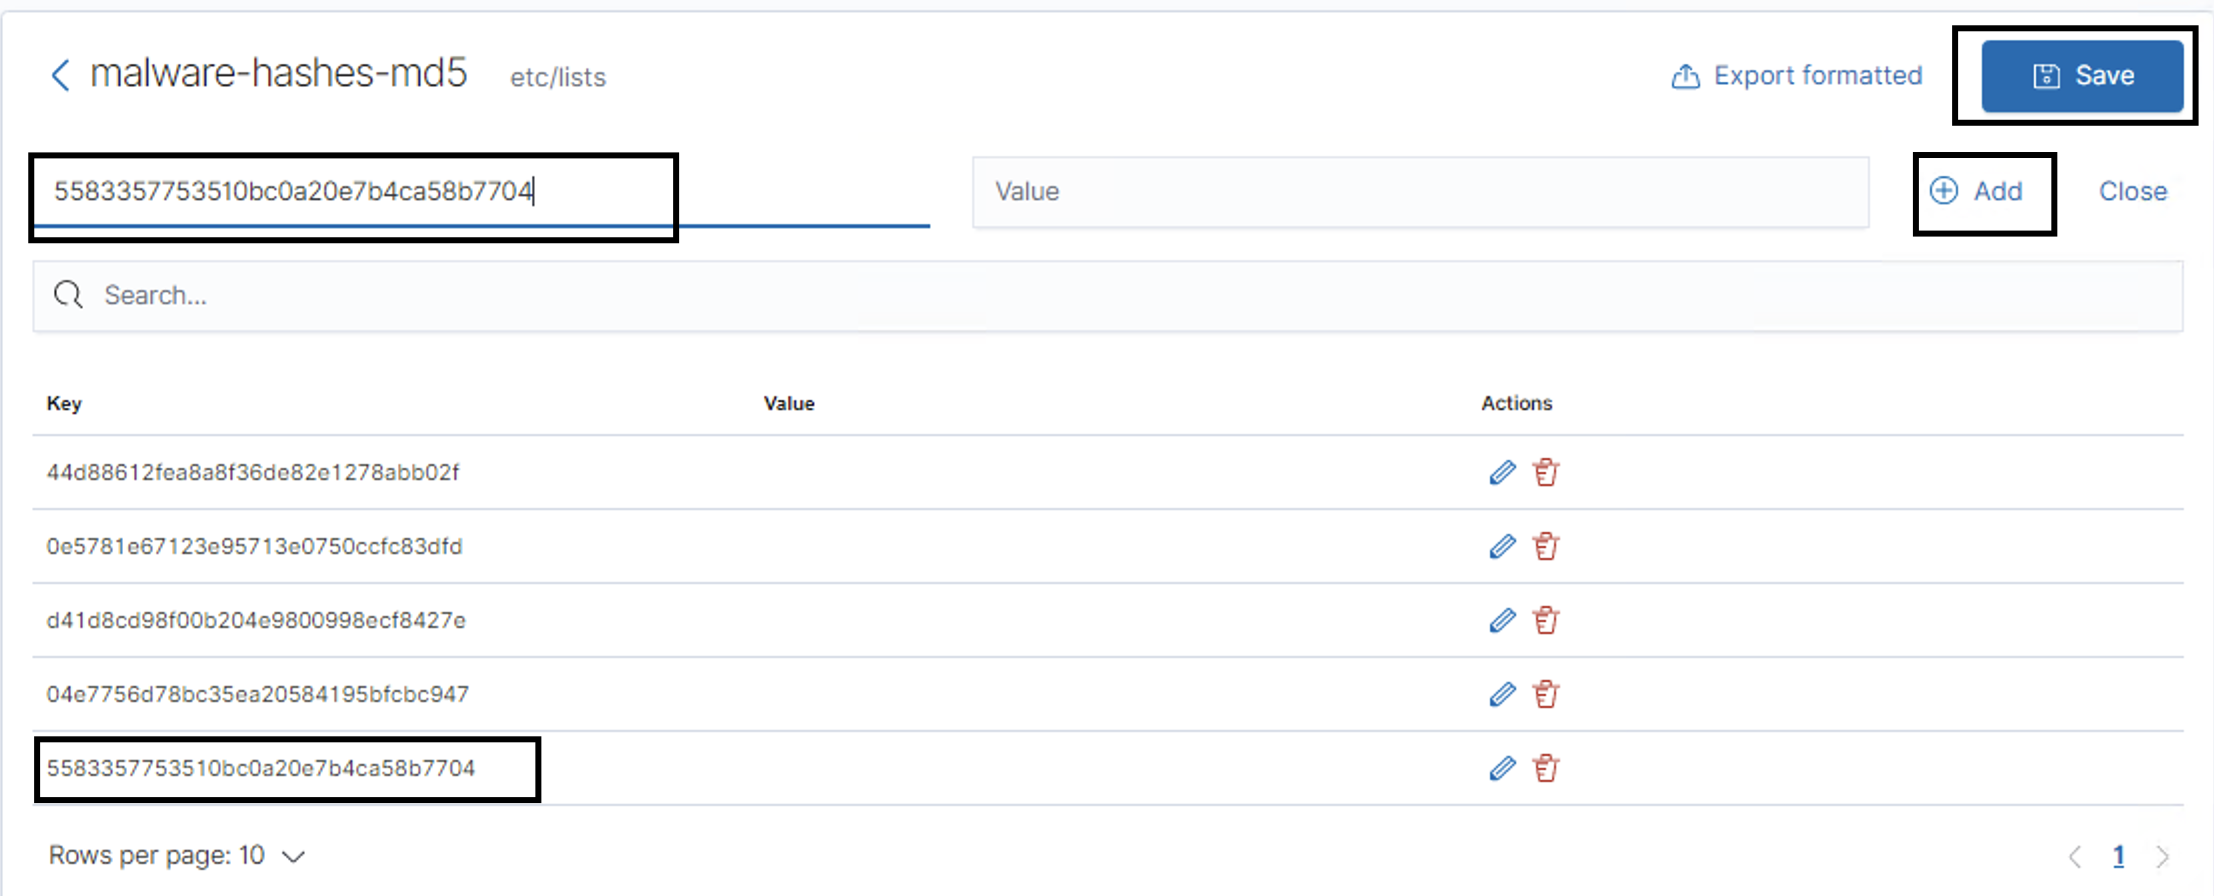 malware-hashes-md5 etc/lists Export formatted Save
5583357753510bc0a20e7b4ca58b7704 Value Add Close
Search...
Key Value Actions
44d88612fea8a8f36de82e1278abb02f
0e5781e67123e95713e0750ccfc83dfd
d41d8cd98f00b204e9800998ecf8427e
04e7756d78bc35ea20584195bfcbc947
5583357753510bc0a20e7b4ca58b7704
Rows per page: 10 1